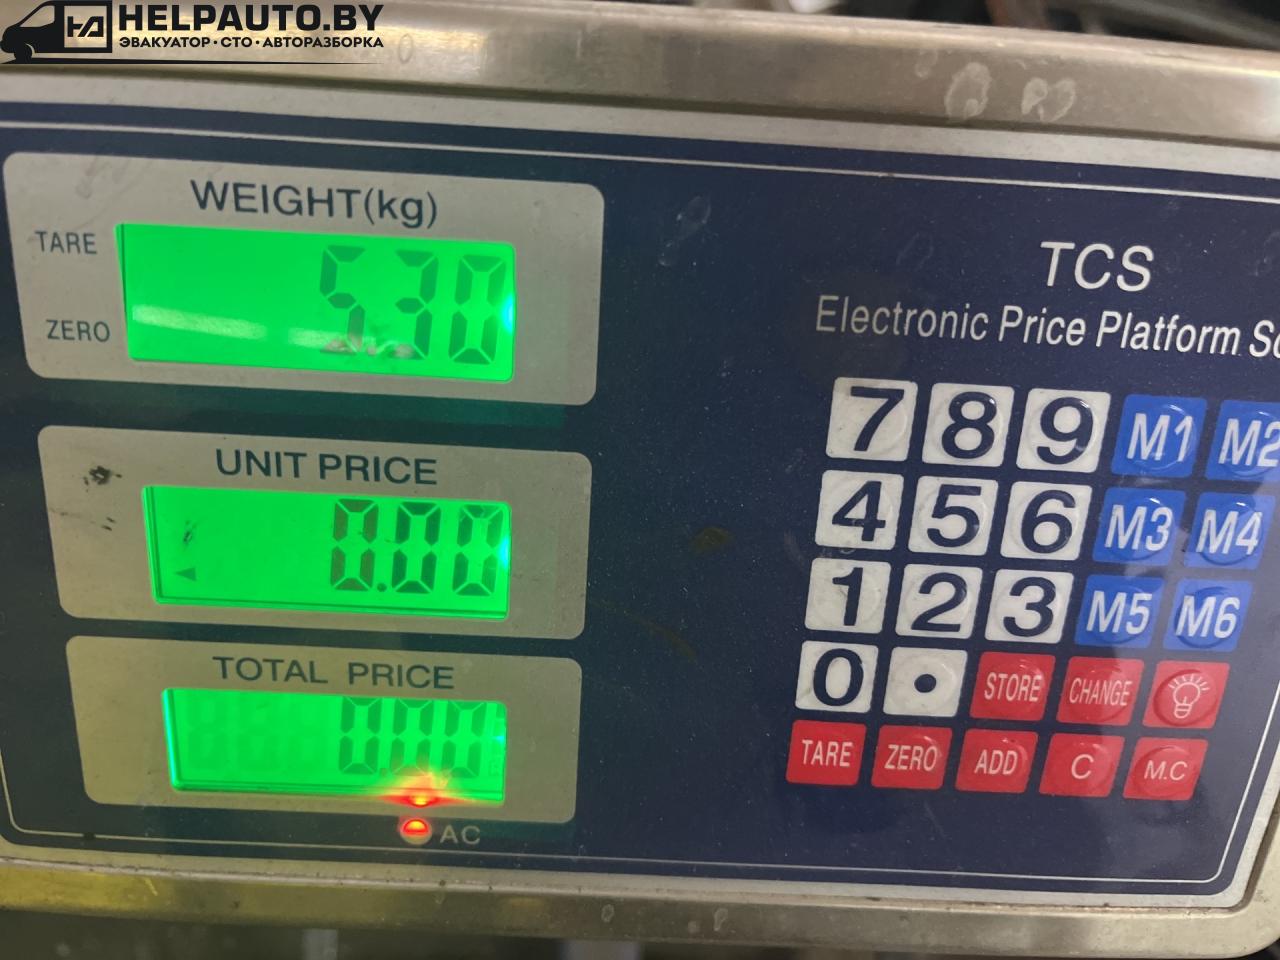 HELPAUTO.BY
ЭВАКУАТОР · СТО · АВТОРАЗБОРКА
WEIGHT(kg)
TARE
5.30
ZERO
UNIT PRICE
0.00
TOTAL PRICE
0.00
AC
TCS
Electronic Price Platform
7 8 9 M1 M2
4 5 6 M3 M4
1 2 3 M5 M6
0 . STORE CHANGE
TARE ZERO ADD C M.C